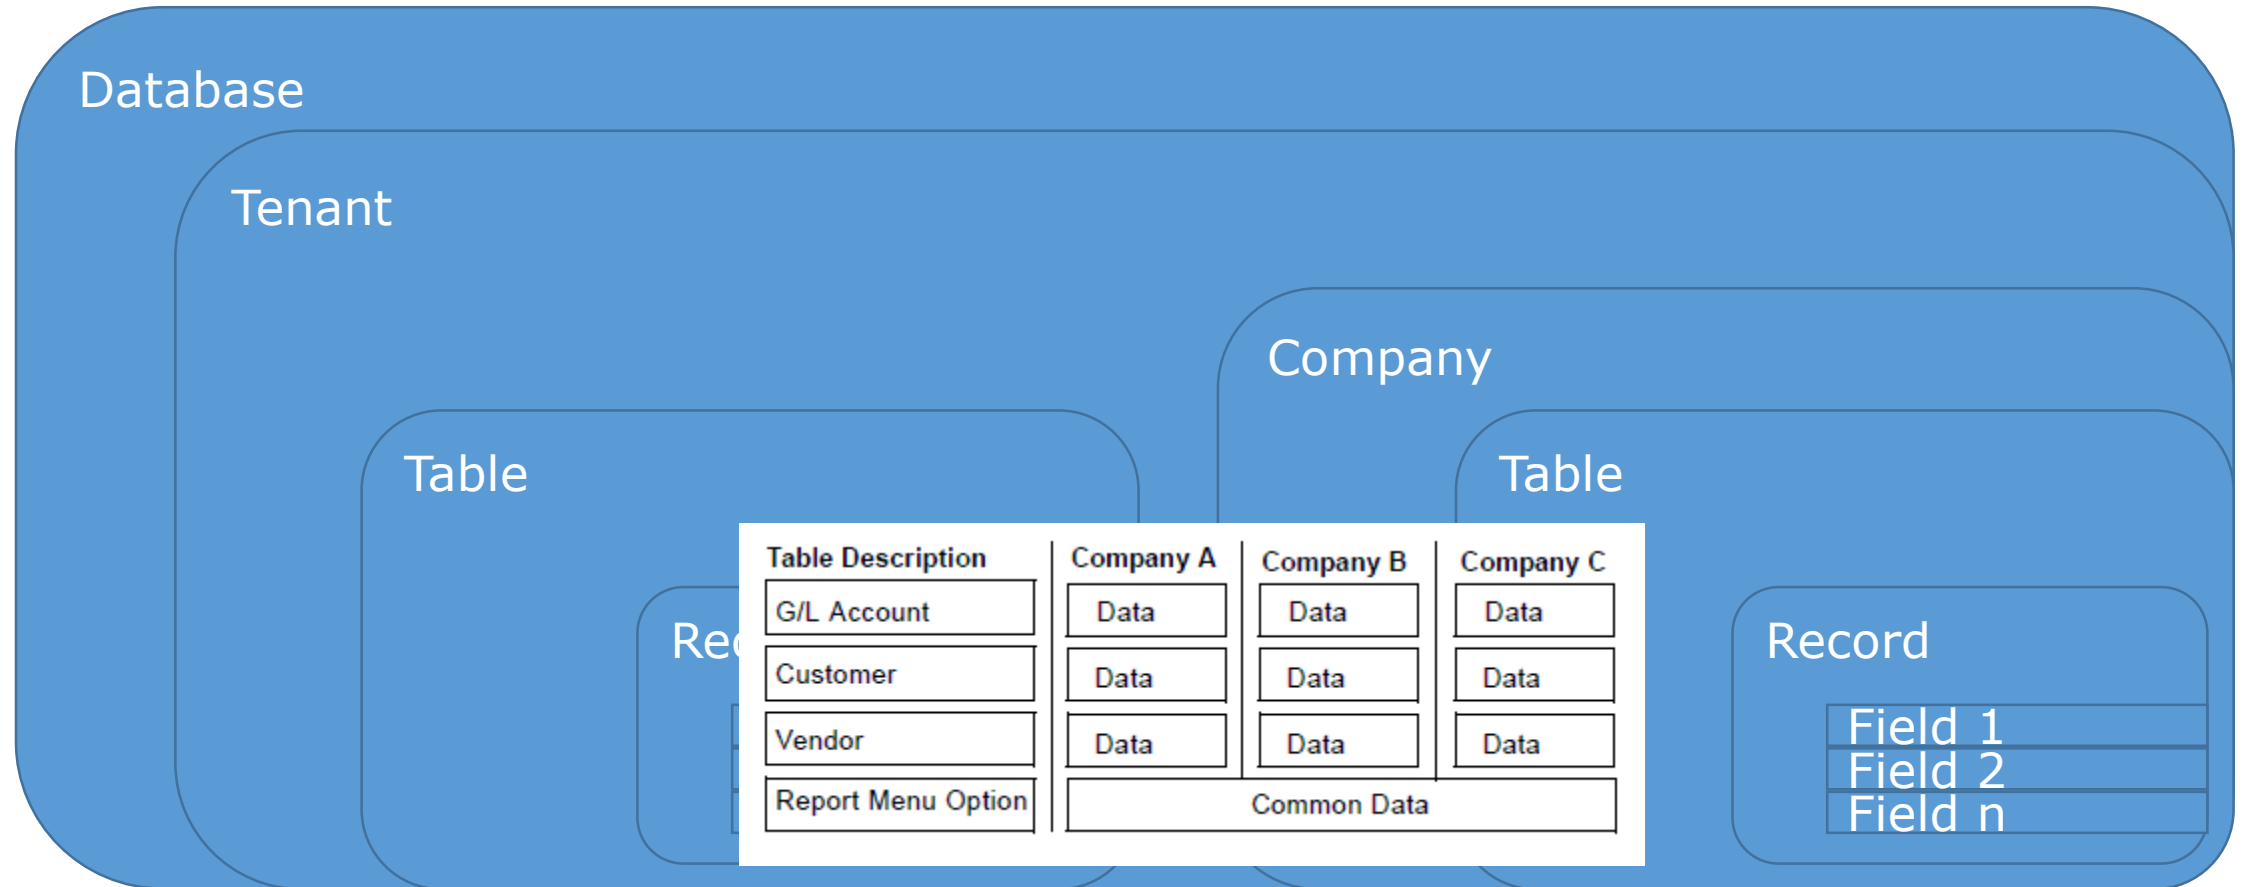 Database
Tenant
Company
Table
Table
Table Description Company A Company B Company C
G/L Account Data Data Data
Record
Customer Data Data Data
Vendor Data Data Data
Report Menu Option Common Data
Field 1
Field 2
Field n